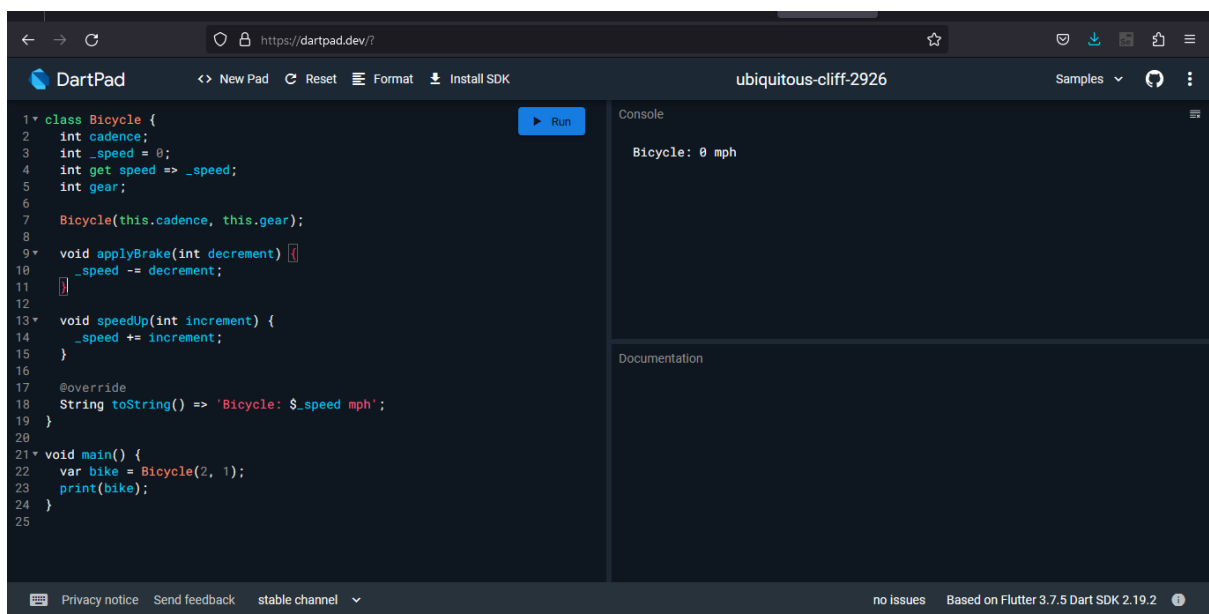 https://dartpad.dev/?
DartPad
<> New Pad
Reset
Format
Install SDK
ubiquitous-cliff-2926
Samples
1 class Bicycle {
2   int cadence;
3   int _speed = 0;
4   int get speed => _speed;
5   int gear;
6
7   Bicycle(this.cadence, this.gear);
8
9   void applyBrake(int decrement) {
10     _speed -= decrement;
11   }
12
13   void speedUp(int increment) {
14     _speed += increment;
15   }
16
17   @override
18   String toString() => 'Bicycle: $_speed mph';
19 }
20
21 void main() {
22   var bike = Bicycle(2, 1);
23   print(bike);
24 }
25
Run
Console
Bicycle: 0 mph
Documentation
Privacy notice
Send feedback
stable channel
no issues
Based on Flutter 3.7.5 Dart SDK 2.19.2